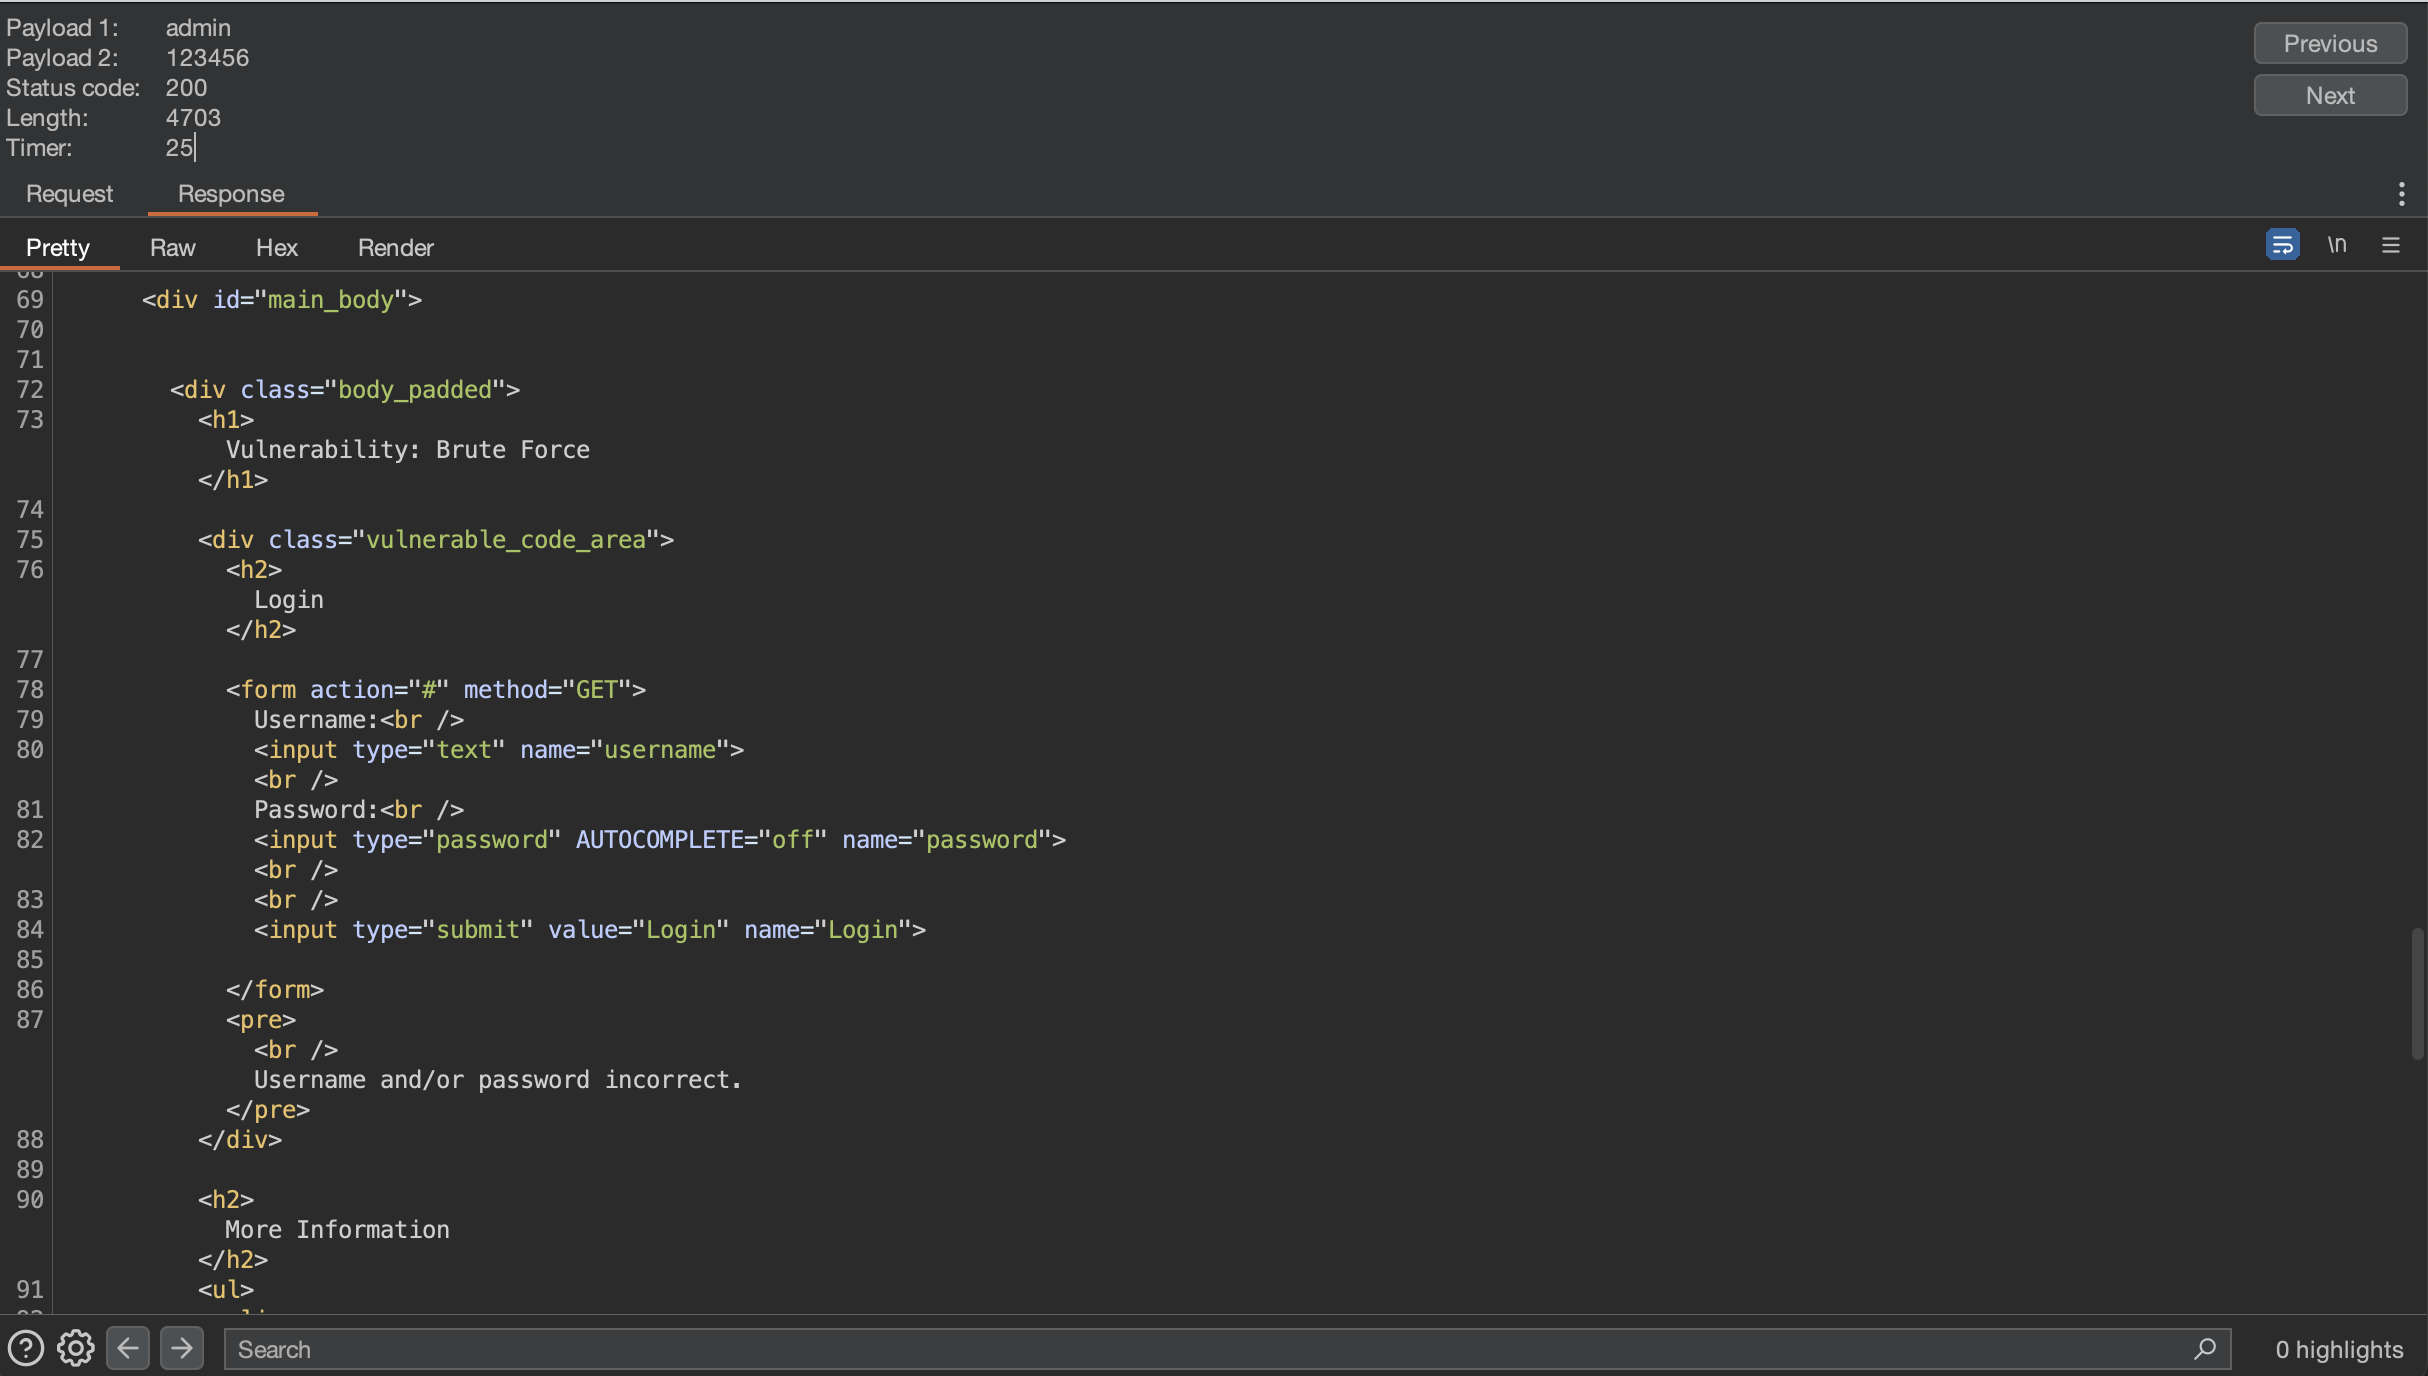 Payload 1: admin
Previous
Payload 2: 123456
Status code: 200
Next
Length: 4703
Timer: 25
Request Response
Pretty Raw Hex Render \n
69 <div id="main_body">
70
71
72 <div class="body_padded">
73 <h1>
Vulnerability: Brute Force
</h1>
74
75 <div class="vulnerable_code_area">
76 <h2>
Login
</h2>
77
78 <form action="#" method="GET">
79 Username:<br />
80 <input type="text" name="username">
<br />
81 Password:<br />
82 <input type="password" AUTOCOMPLETE="off" name="password">
<br />
83 <br />
84 <input type="submit" value="Login" name="Login">
85
86 </form>
87 <pre>
<br />
Username and/or password incorrect.
</pre>
88 </div>
89
90 <h2>
More Information
</h2>
91 <ul>
Search 0 highlights